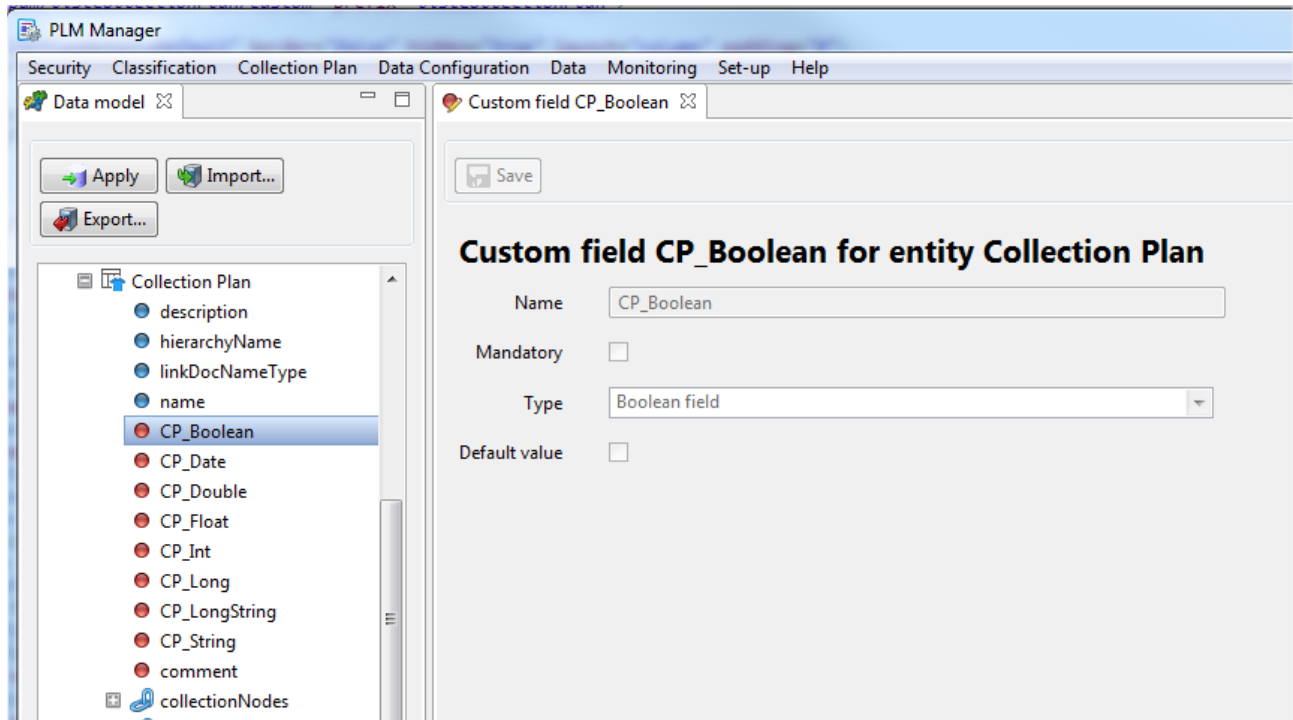 PLM Manager
Security Classification Collection Plan Data Configuration Data Monitoring Set-up Help
Data model
Custom field CP_Boolean
Apply
Import...
Export...
Save
Collection Plan
description
hierarchyName
linkDocNameType
name
CP_Boolean
CP_Date
CP_Double
CP_Float
CP_Int
CP_Long
CP_LongString
CP_String
comment
collectionNodes
Custom field CP_Boolean for entity Collection Plan
Name CP_Boolean
Mandatory
Type Boolean field
Default value